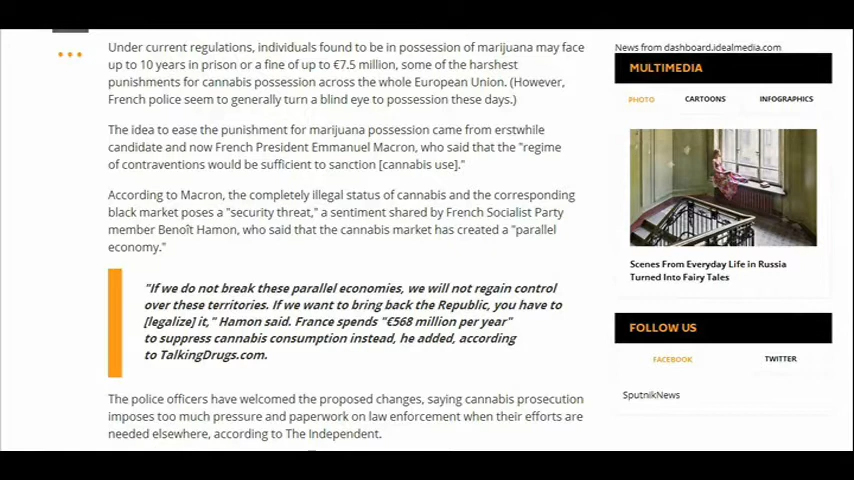 Under current regulations, individuals found to be in possession of marijuana may face
up to 10 years in prison or a fine of up to €7.5 million, some of the harshest
punishments for cannabis possession across the whole European Union. (However,
French police seem to generally turn a blind eye to possession these days.)
The idea to ease the punishment for marijuana possession came from erstwhile
candidate and now French President Emmanuel Macron, who said that the "regime
of contraventions would be sufficient to sanction [cannabis use]."
According to Macron, the completely illegal status of cannabis and the corresponding
black market poses a "security threat," a sentiment shared by French Socialist Party
member Benoît Hamon, who said that the cannabis market has created a "parallel
economy."
"If we do not break these parallel economies, we will not regain control
over these territories. If we want to bring back the Republic, you have to
[legalize] it," Hamon said. France spends "€568 million per year"
to suppress cannabis consumption instead, he added, according
to TalkingDrugs.com.
The police officers have welcomed the proposed changes, saying cannabis prosecution
imposes too much pressure and paperwork on law enforcement when their efforts are
needed elsewhere, according to The Independent.
News from dashboard.idealmedia.com
MULTIMEDIA
PHOTO CARTOONS INFOGRAPHICS
Scenes From Everyday Life in Russia
Turned Into Fairy Tales
FOLLOW US
FACEBOOK TWITTER
SputnikNews